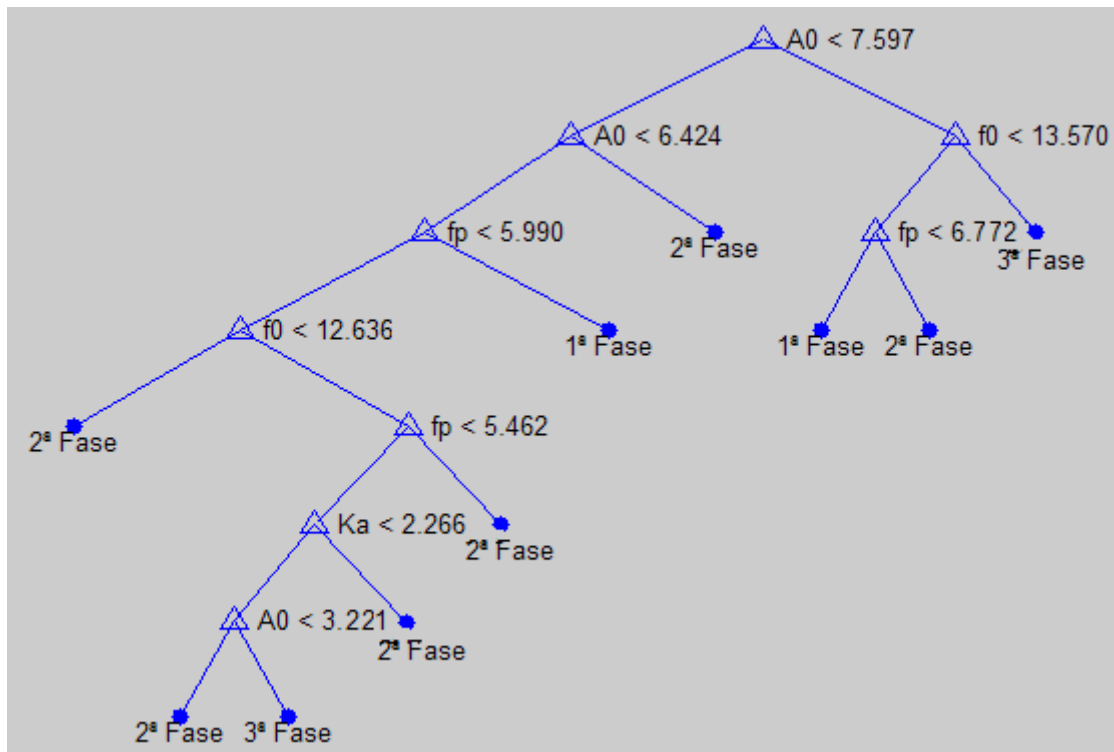 A0 < 7.597
A0 < 6.424
f0 < 13.570
fp < 5.990
2ª Fase
fp < 6.772
3ª Fase
f0 < 12.636
1ª Fase
1ª Fase
2ª Fase
2ª Fase
fp < 5.462
Ka < 2.266
2ª Fase
A0 < 3.221
2ª Fase
2ª Fase
3ª Fase